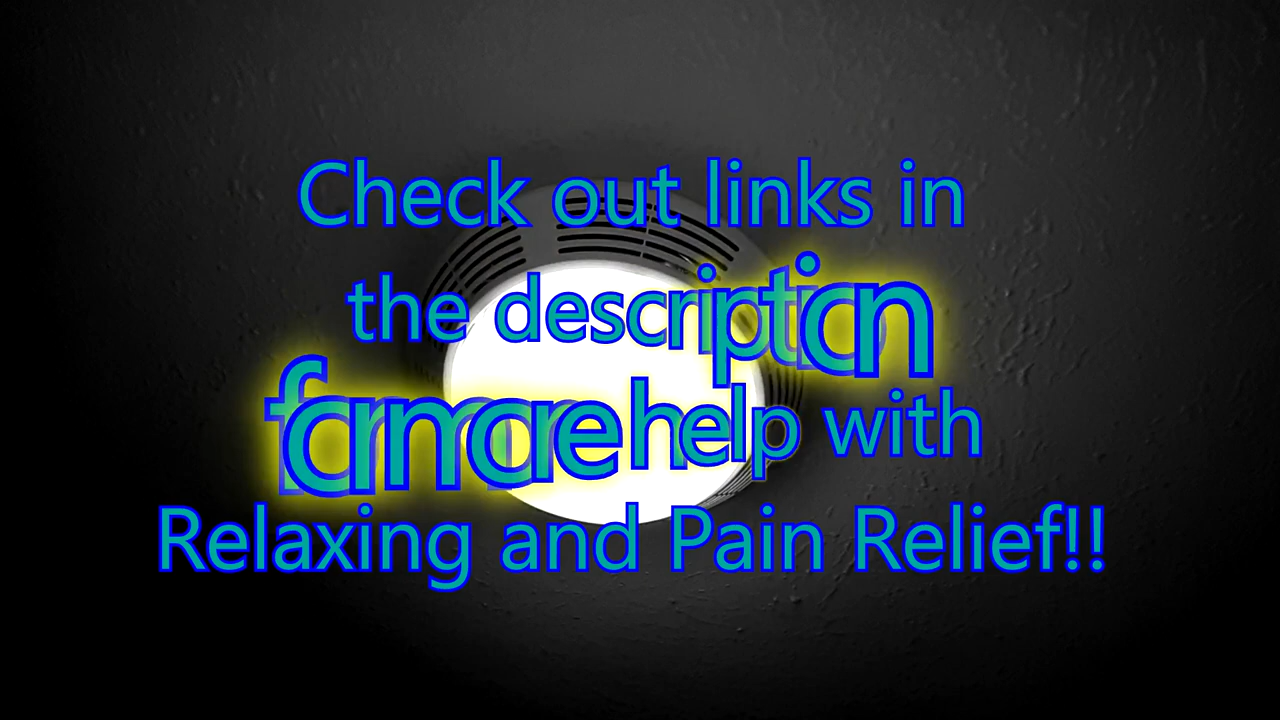 Check out links in
the description
for more help with
Relaxing and Pain Relief!!